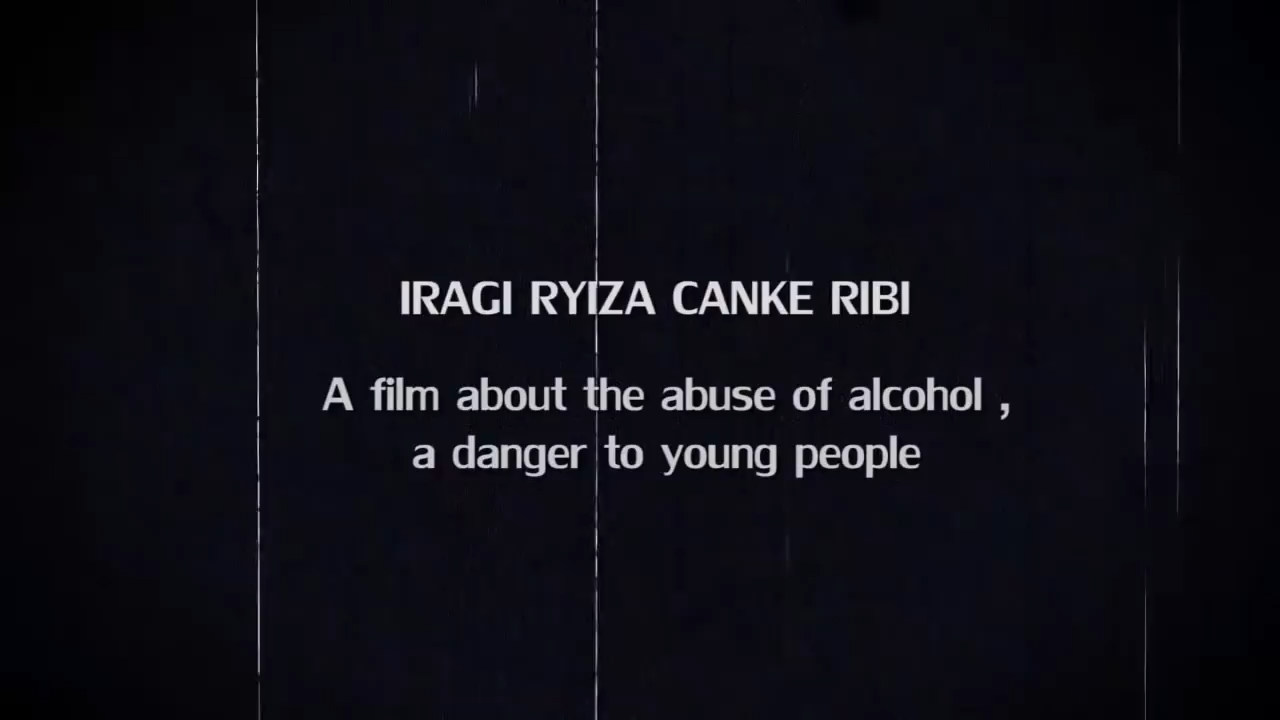 IRAGI RYIZA CANKE RIBI
A film about the abuse of alcohol ,
a danger to young people